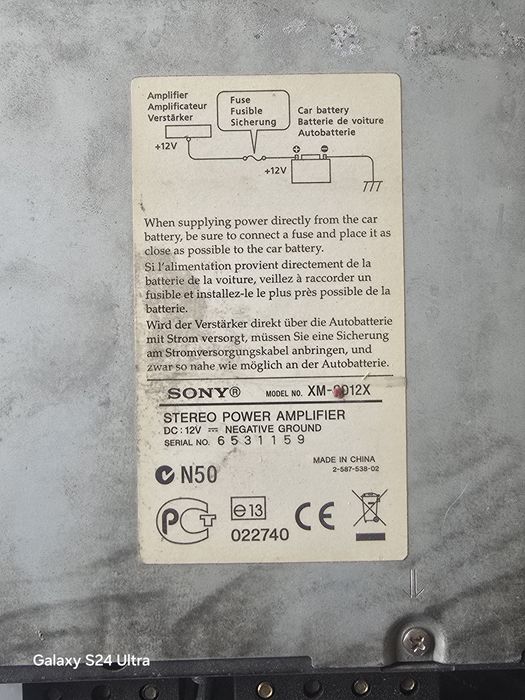 Amplifier
Amplificateur
Verstärker
Fuse
Fusible
Sicherung
Car battery
Batterie de voiture
Autobatterie
+12V
+12V
When supplying power directly from the car
battery, be sure to connect a fuse and place it as
close as possible to the car battery.
Si l'alimentation provient directement de la
batterie de la voiture, veillez à raccorder un
fusible et installez-le le plus près possible de la
batterie.
Wird der Verstärker direkt über die Autobatterie
mit Strom versorgt, müssen Sie eine Sicherung
am Stromversorgungskabel anbringen, und
zwar so nahe wie möglich an der Autobatterie.
SONY® MODEL NO.
STEREO POWER AMPLIFIER
DC: 12V ⎓ NEGATIVE GROUND
SERIAL NO. 6531159
MADE IN CHINA
2-587-538-02
N50
PCT
e13
022740
CE
Galaxy S24 Ultra